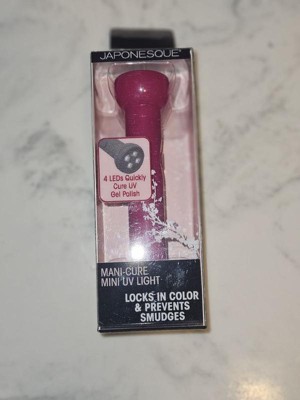 JAPONESQUE®
4 LEDs Quickly
Cure UV
Gel Polish
MANI-CURE
MINI UV LIGHT
LOCKS IN COLOR
& PREVENTS
SMUDGES